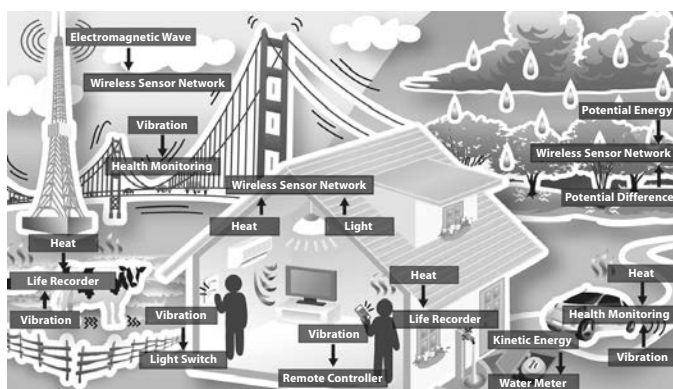 Electromagnetic Wave
Wireless Sensor Network
Vibration
Health Monitoring
Potential Energy
Wireless Sensor Network
Potential Difference
Wireless Sensor Network
Heat
Light
Heat
Life Recorder
Vibration
Vibration
Light Switch
Heat
Life Recorder
Vibration
Remote Controller
Heat
Health Monitoring
Vibration
Kinetic Energy
Water Meter